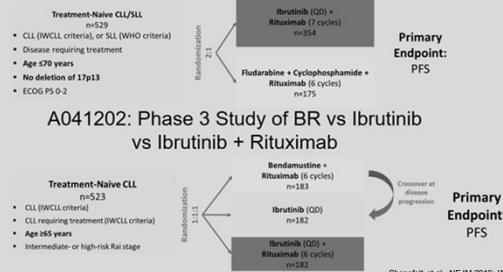 Treatment-Naive CLL/SLL
n=529
▪ CLL (IWCLL criteria), or SLL (WHO criteria)
▪ Disease requiring treatment
▪ Age ≤70 years
▪ No deletion of 17p13
▪ ECOG PS 0-2
Randomization
2:1
Ibrutinib (QD) +
Rituximab (7 cycles)
n=354
Fludarabine + Cyclophosphamide +
Rituximab (6 cycles)
n=175
Primary
Endpoint:
PFS
A041202: Phase 3 Study of BR vs Ibrutinib
vs Ibrutinib + Rituximab
Treatment-Naive CLL
n=523
▪ CLL (IWCLL criteria)
▪ CLL requiring treatment (IWCLL criteria)
▪ Age ≥65 years
▪ Intermediate- or high-risk Rai stage
Randomization
1:1:1
Bendamustine +
Rituximab (6 cycles)
n=183
Ibrutinib (QD)
n=182
Ibrutinib (QD) +
Rituximab (6 cycles)
n=182
Crossover at
disease
progression
Primary
Endpoint
PFS